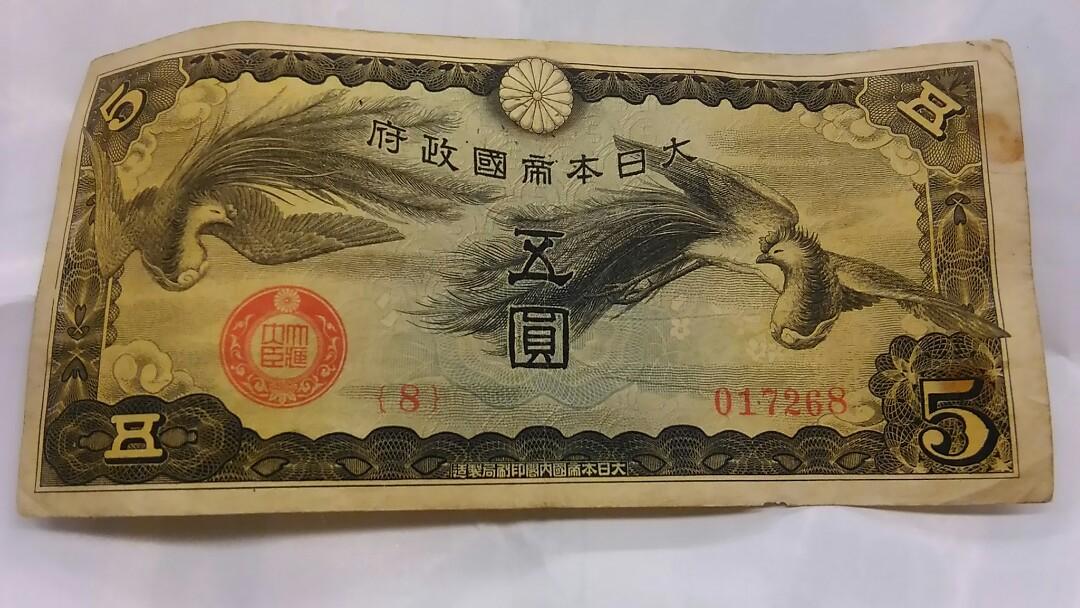 5
五
大日本帝國政府
五
圓
大藏大臣
{8}
017268
五
5
大日本帝國內閣印刷局製造